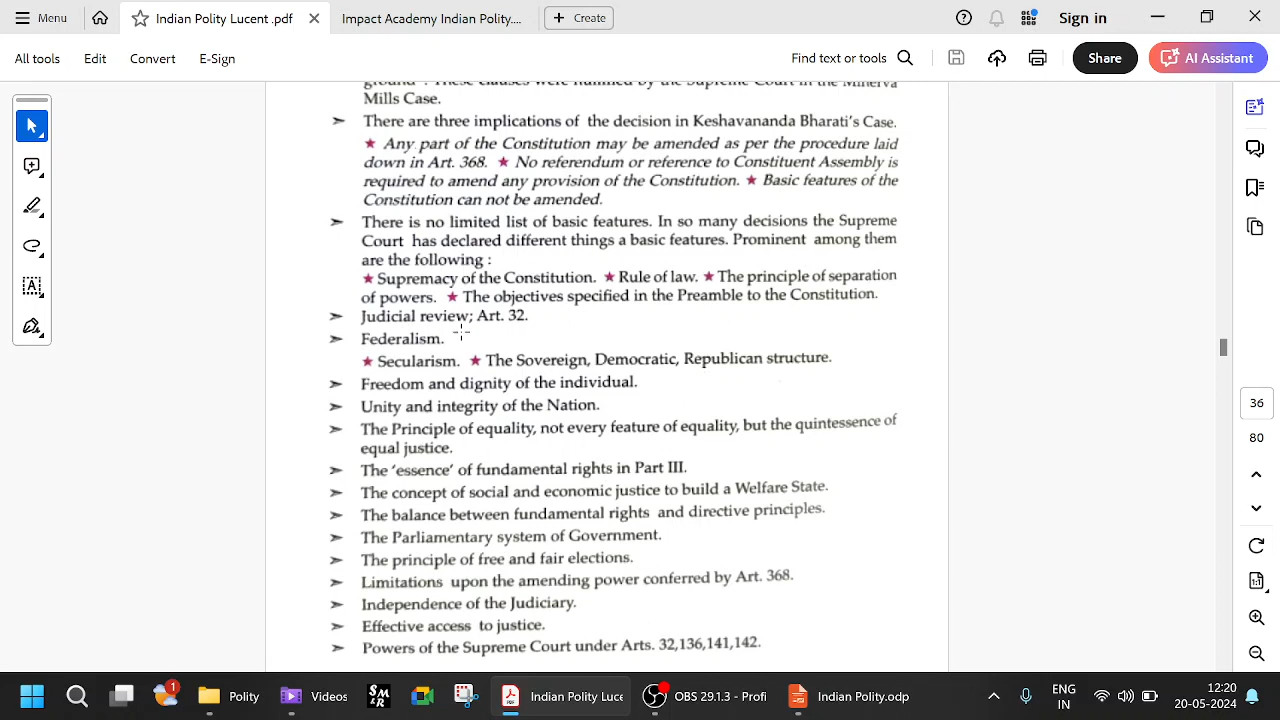 Menu
Indian Polity Lucent .pdf
Impact Academy Indian Polity....
+ Create
Sign in
All tools Edit Convert E-Sign
Find text or tools
Share
AI Assistant
ground'. These clauses were nullified by the Supreme Court in the Minerva
Mills Case.
➢ There are three implications of the decision in Keshavananda Bharati's Case.
★ Any part of the Constitution may be amended as per the procedure laid
down in Art. 368. ★ No referendum or reference to Constituent Assembly is
required to amend any provision of the Constitution. ★ Basic features of the
Constitution can not be amended.
➢ There is no limited list of basic features. In so many decisions the Supreme
Court has declared different things a basic features. Prominent among them
are the following :
★ Supremacy of the Constitution. ★ Rule of law. ★ The principle of separation
of powers. ★ The objectives specified in the Preamble to the Constitution.
➢ Judicial review; Art. 32.
➢ Federalism.
★ Secularism. ★ The Sovereign, Democratic, Republican structure.
➢ Freedom and dignity of the individual.
➢ Unity and integrity of the Nation.
➢ The Principle of equality, not every feature of equality, but the quintessence of
equal justice.
➢ The 'essence' of fundamental rights in Part III.
➢ The concept of social and economic justice to build a Welfare State.
➢ The balance between fundamental rights and directive principles.
➢ The Parliamentary system of Government.
➢ The principle of free and fair elections.
➢ Limitations upon the amending power conferred by Art. 368.
➢ Independence of the Judiciary.
➢ Effective access to justice.
➢ Powers of the Supreme Court under Arts. 32,136,141,142.
36
80
1
Polity
Videos
Indian Polity Luce
OBS 29.1.3 - Profi
Indian Polity.odp
ENG
IN
12:20
20-05-2024